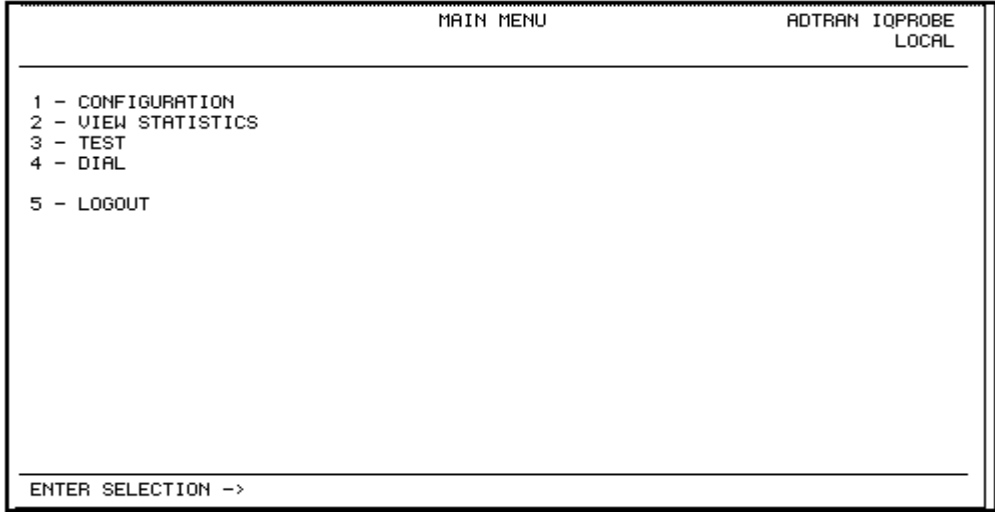 MAIN MENU ADTRAN IQPROBE
LOCAL
1 - CONFIGURATION
2 - VIEW STATISTICS
3 - TEST
4 - DIAL
5 - LOGOUT
ENTER SELECTION ->